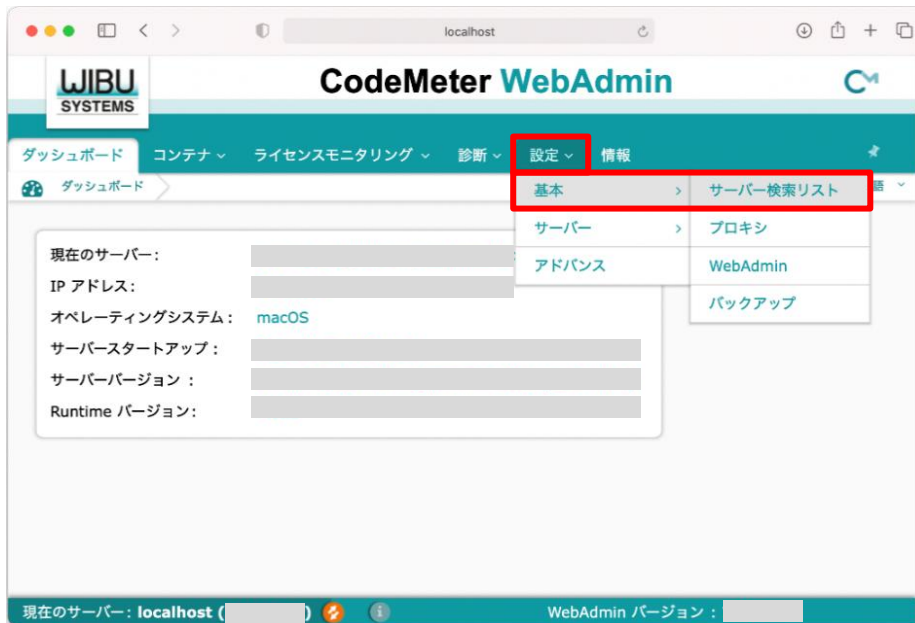 localhost
WIBU
SYSTEMS
CodeMeter WebAdmin
ダッシュボード コンテナ ライセンスモニタリング 診断 設定 情報
ダッシュボード
語
基本
サーバー
アドバンス
サーバー検索リスト
プロキシ
WebAdmin
バックアップ
現在のサーバー:
IP アドレス:
オペレーティングシステム: macOS
サーバースタートアップ:
サーバーバージョン :
Runtime バージョン:
現在のサーバー: localhost ( )
WebAdmin バージョン :